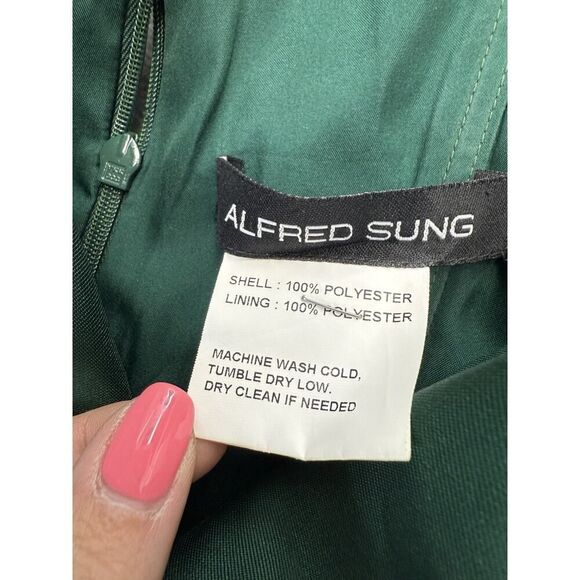 ALFRED SUNG
SHELL : 100% POLYESTER
LINING : 100% POLYESTER
MACHINE WASH COLD,
TUMBLE DRY LOW.
DRY CLEAN IF NEEDED